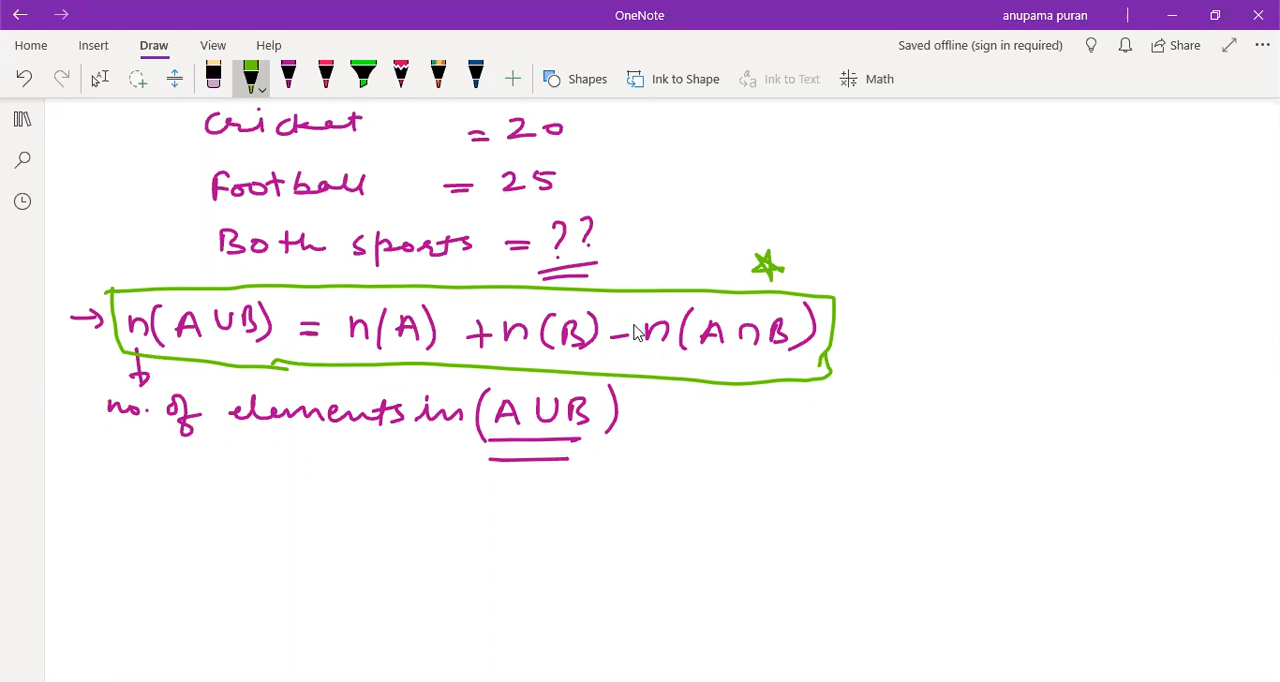 OneNote
anupama puran
Home Insert Draw View Help
Saved offline (sign in required)
Share
Shapes
Ink to Shape
Ink to Text
Math
Cricket = 20
Football = 25
Both sports = ??
→ n(A ∪ B) = n(A) + n(B) - n(A ∩ B)
no. of elements in (A ∪ B)